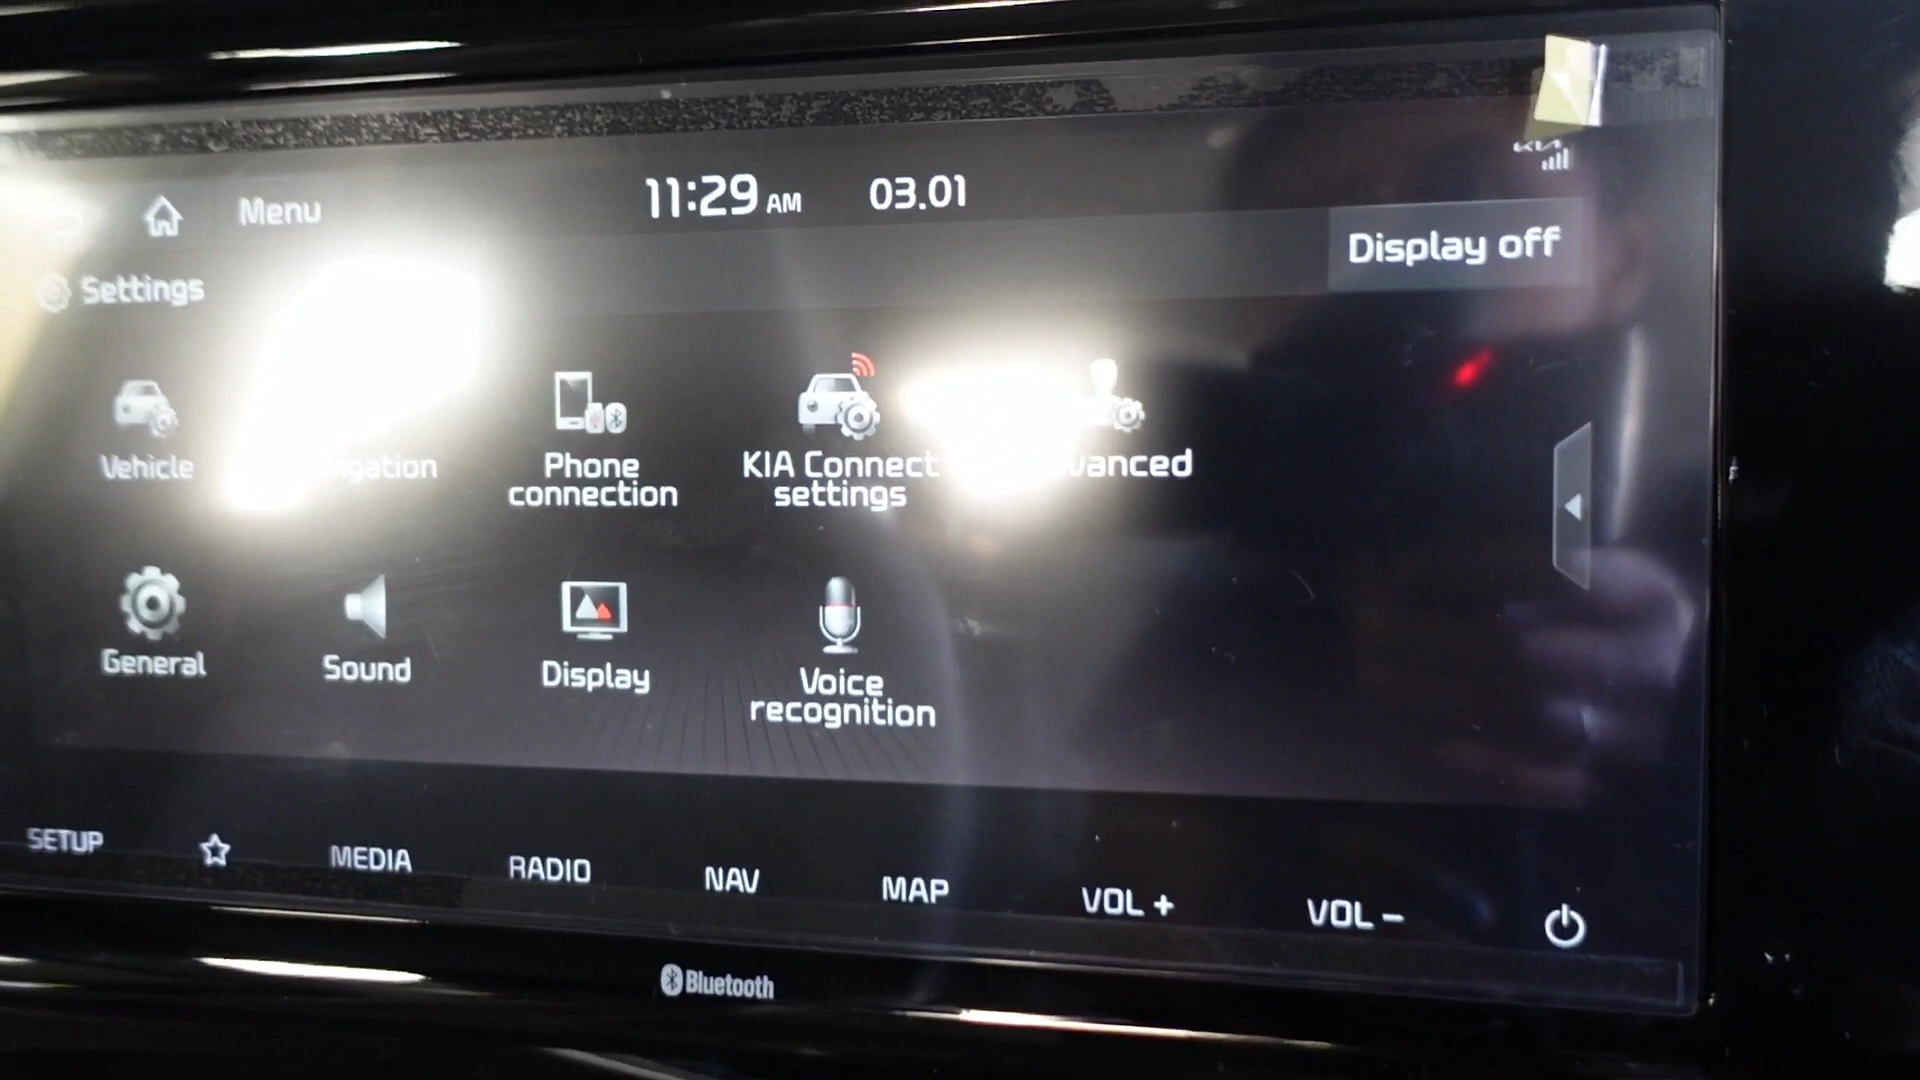 KIA
Menu
11:29 AM
03.01
Settings
Display off
Vehicle
Phone
connection
KIA Connect
settings
General
Sound
Display
Voice
recognition
SETUP
MEDIA
RADIO
NAV
MAP
VOL +
VOL –
Bluetooth